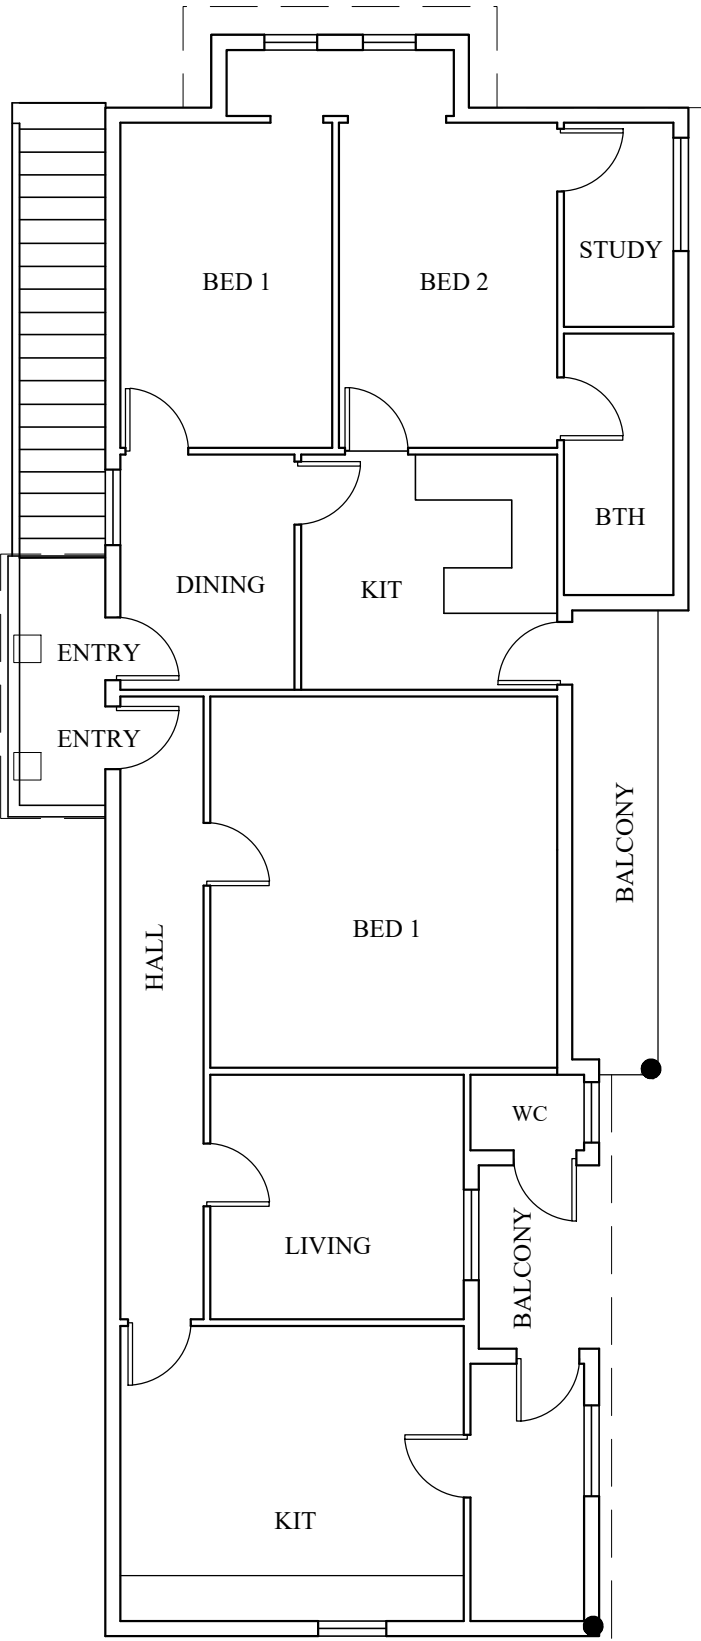 BED 1
BED 2
STUDY
BTH
DINING
KIT
ENTRY
ENTRY
BALCONY
HALL
BED 1
WC
LIVING
BALCONY
KIT